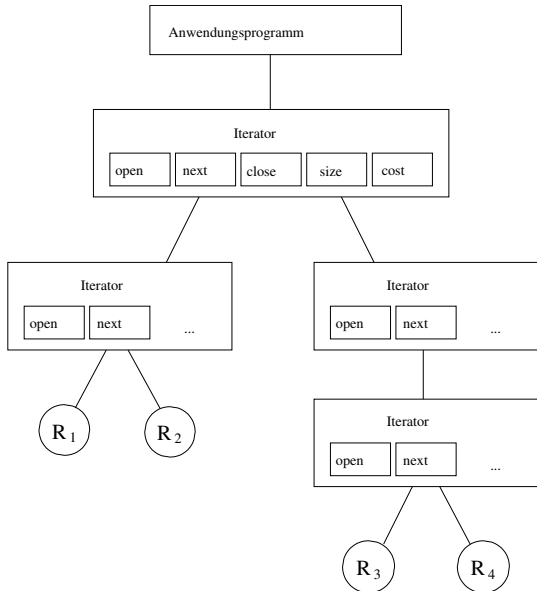 Anwendungsprogramm
Iterator
open next close size cost
Iterator
open next ...
Iterator
open next ...
R1 R2
Iterator
open next ...
R3 R4